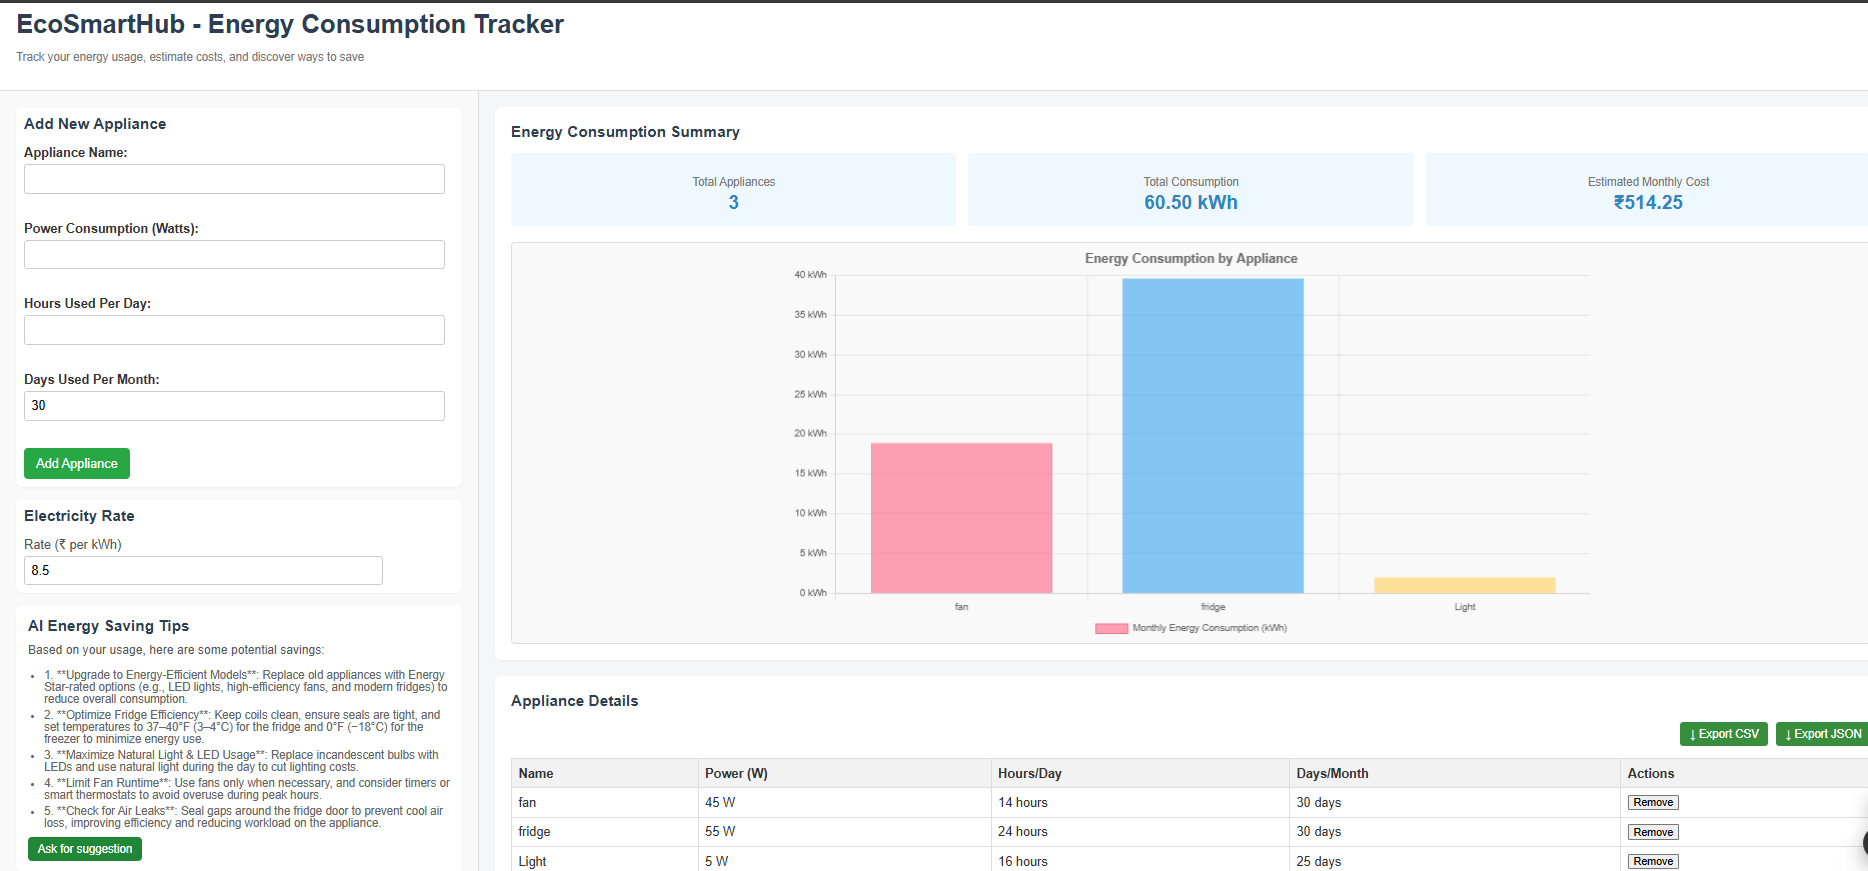 EcoSmartHub - Energy Consumption Tracker
Track your energy usage, estimate costs, and discover ways to save
Add New Appliance
Appliance Name:
Power Consumption (Watts):
Hours Used Per Day:
Days Used Per Month:
30
Add Appliance
Electricity Rate
Rate (₹ per kWh)
8.5
AI Energy Saving Tips
Based on your usage, here are some potential savings:
• 1. **Upgrade to Energy-Efficient Models**: Replace old appliances with Energy
Star-rated options (e.g., LED lights, high-efficiency fans, and modern fridges) to
reduce overall consumption.
• 2. **Optimize Fridge Efficiency**: Keep coils clean, ensure seals are tight, and
set temperatures to 37–40°F (3–4°C) for the fridge and 0°F (−18°C) for the
freezer to minimize energy use.
• 3. **Maximize Natural Light & LED Usage**: Replace incandescent bulbs with
LEDs and use natural light during the day to cut lighting costs.
• 4. **Limit Fan Runtime**: Use fans only when necessary, and consider timers or
smart thermostats to avoid overuse during peak hours.
• 5. **Check for Air Leaks**: Seal gaps around the fridge door to prevent cool air
loss, improving efficiency and reducing workload on the appliance.
Ask for suggestion
Energy Consumption Summary
Total Appliances
3
Total Consumption
60.50 kWh
Estimated Monthly Cost
₹514.25
Energy Consumption by Appliance
40 kWh
35 kWh
30 kWh
25 kWh
20 kWh
15 kWh
10 kWh
5 kWh
0 kWh
fan fridge Light
Monthly Energy Consumption (kWh)
Appliance Details
↓ Export CSV ↓ Export JSON
Name Power (W) Hours/Day Days/Month Actions
fan 45 W 14 hours 30 days Remove
fridge 55 W 24 hours 30 days Remove
Light 5 W 16 hours 25 days Remove